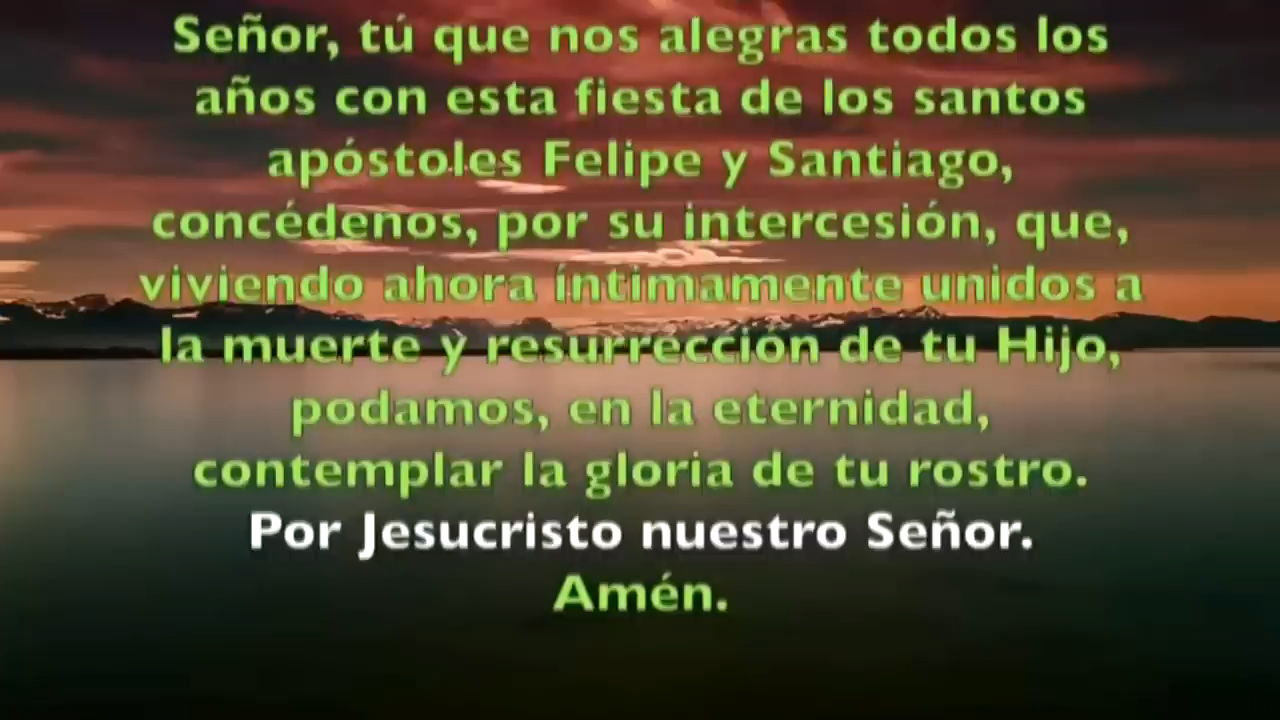 Señor, tú que nos alegras todos los
años con esta fiesta de los santos
apóstoles Felipe y Santiago,
concédenos, por su intercesión, que,
viviendo ahora íntimamente unidos a
la muerte y resurrección de tu Hijo,
podamos, en la eternidad,
contemplar la gloria de tu rostro.
Por Jesucristo nuestro Señor.
Amén.